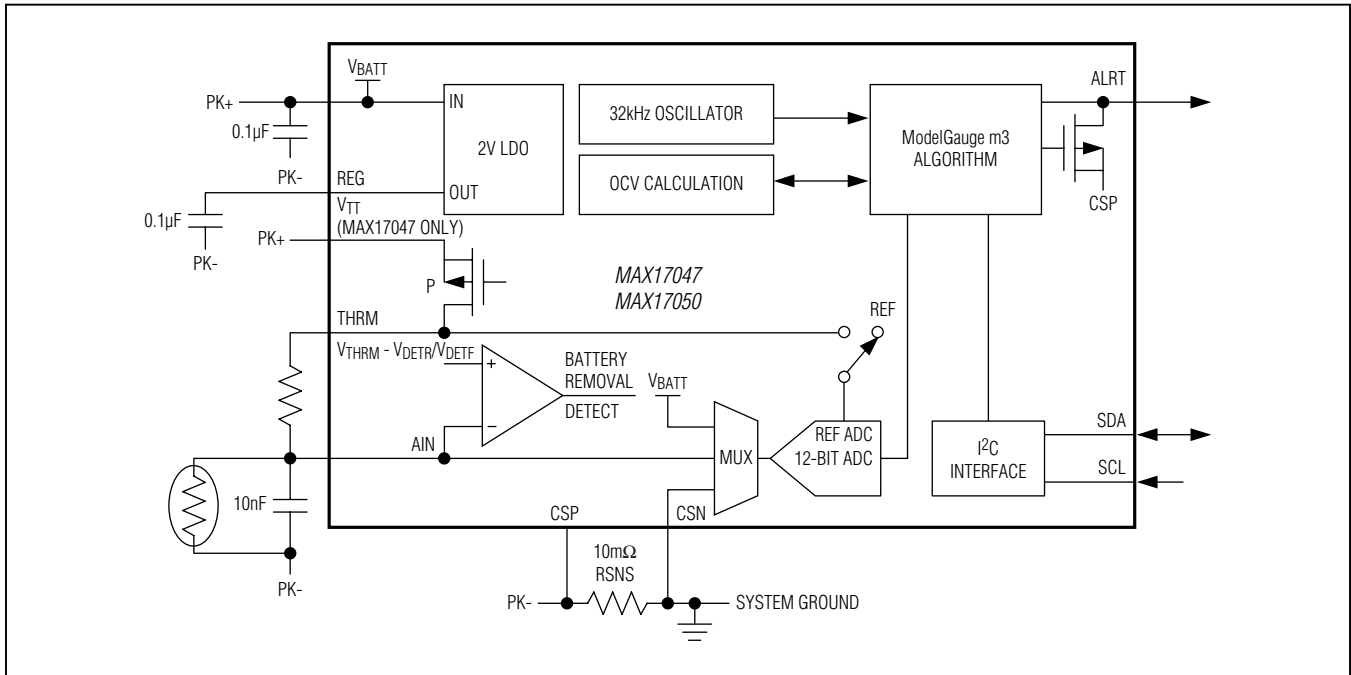 VBATT
PK+
IN
0.1µF
PK-
2V LDO
REG
OUT
0.1µF
PK-
VTT
(MAX17047 ONLY)
PK+
P
32kHz OSCILLATOR
OCV CALCULATION
ModelGauge m3
ALGORITHM
ALRT
CSP
MAX17047
MAX17050
THRM
REF
VTHRM - VDETR/VDETF
+
BATTERY
REMOVAL
DETECT
−
VBATT
AIN
MUX
REF ADC
12-BIT ADC
I2C
INTERFACE
SDA
SCL
10nF
PK-
CSP
CSN
10mΩ
RSNS
PK-
SYSTEM GROUND